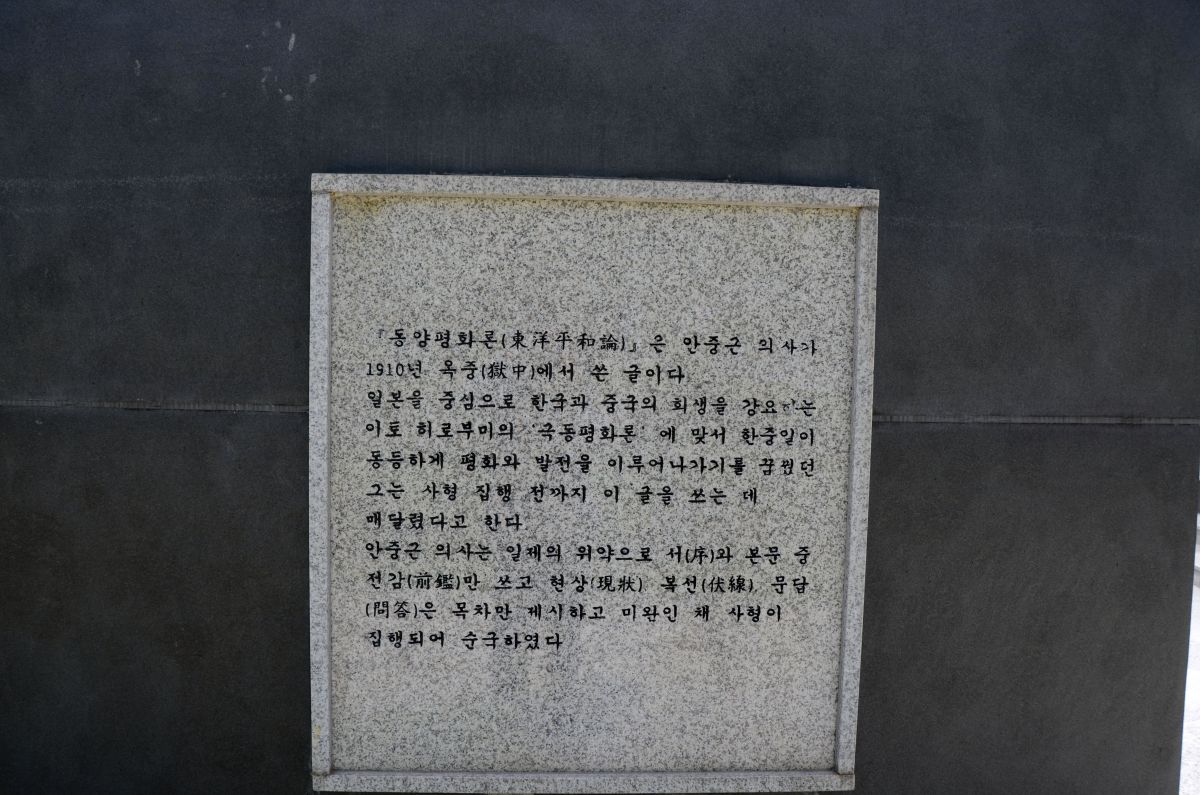 『동양평화론(東洋平和論)』은 안중근 의사가
1910년 옥중(獄中)에서 쓴 글이다
일본을 중심으로 한국과 중국의 희생을 강요하는
이토 히로부미의 '극동평화론'에 맞서 한중일이
동등하게 평화와 발전을 이루어나가기를 꿈꿨던
그는 사형 집행 전까지 이 글을 쓰는 데
매달렸다고 한다
안중근 의사는 일제의 위약으로 서(序)와 본문 중
전감(前鑑)만 쓰고 현상(現狀), 복선(伏線), 문답
(問答)은 목차만 제시하고 미완인 채 사형이
집행되어 순국하였다